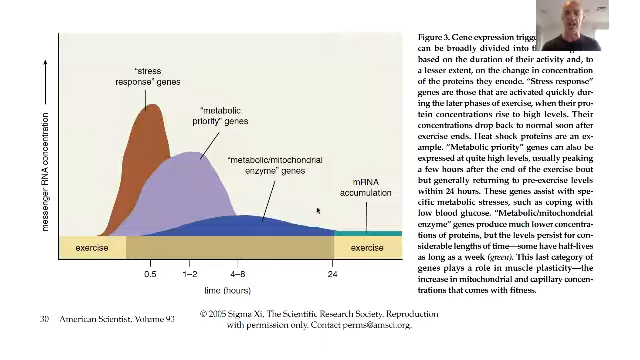 "stress
response" genes
"metabolic
priority" genes
"metabolic/mitochondrial
enzyme" genes
mRNA
accumulation
messenger RNA concentration
exercise
exercise
0.5
1–2
4–8
24
time (hours)
Figure 3. Gene expression
can be broadly divided into
based on the duration of their activity and, to
a lesser extent, on the change in concentration
of the proteins they encode. "Stress response"
genes are those that are activated quickly dur-
ing the later phases of exercise, when their pro-
tein concentrations rise to high levels. Their
concentrations drop back to normal soon after
exercise ends. Heat shock proteins are an ex-
ample. "Metabolic priority" genes can also be
expressed at quite high levels, usually peaking
a few hours after the end of the exercise bout
but generally returning to pre-exercise levels
within 24 hours. These genes assist with spe-
cific metabolic stresses, such as coping with
low blood glucose. "Metabolic/mitochondrial
enzyme" genes produce much lower concentra-
tions of proteins, but the levels persist for con-
siderable lengths of time—some have half-lives
as long as a week (green). This last category of
genes plays a role in muscle plasticity—the
increase in mitochondrial and capillary concen-
trations that comes with fitness.
30 American Scientist, Volume 93
© 2005 Sigma Xi, The Scientific Research Society. Reproduction
with permission only. Contact perms@amsci.org.